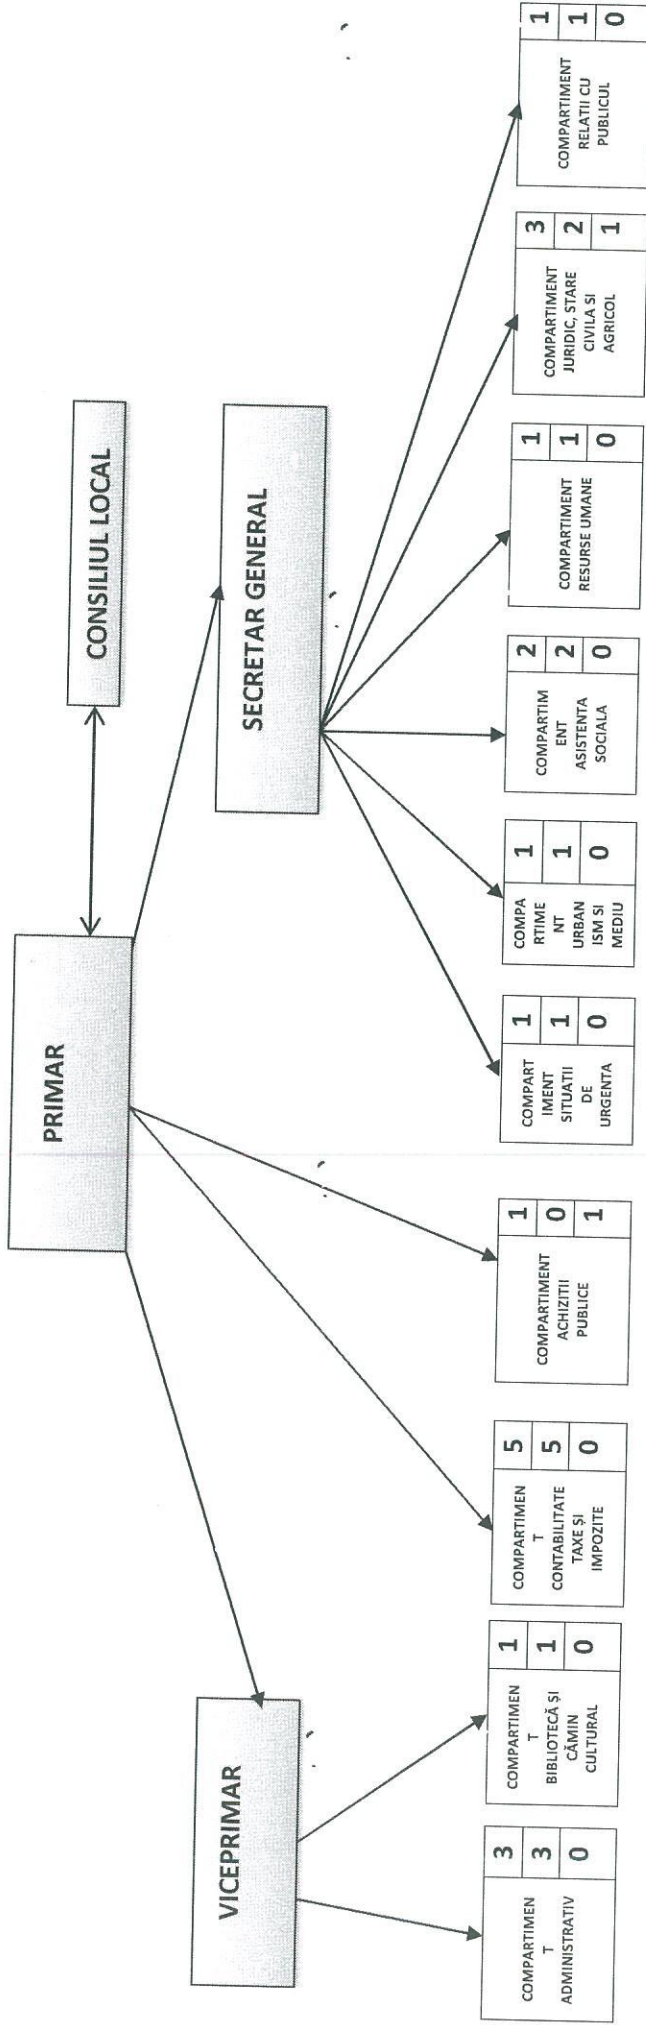 PRIMAR
CONSILIUL LOCAL
VICEPRIMAR
SECRETAR GENERAL
COMPARTIMEN
T
ADMINISTRATIV
3
3
0
COMPARTIMEN
T
BIBLIOTECĂ ȘI
CĂMIN
CULTURAL
1
1
0
COMPARTIMEN
T
CONTABILITATE
TAXE ȘI
IMPOZITE
5
5
0
COMPARTIMENT
ACHIZITII
PUBLICE
1
0
1
COMPART
IMENT
SITUATII
DE
URGENTA
1
1
0
COMPA
RTIME
NT
URBAN
ISM SI
MEDIU
1
1
0
COMPARTIM
ENT
ASISTENTA
SOCIALA
2
2
0
COMPARTIMENT
RESURSE UMANE
1
1
0
COMPARTIMENT
JURIDIC, STARE
CIVILA SI
AGRICOL
3
2
1
COMPARTIMENT
RELATII CU
PUBLICUL
1
1
0